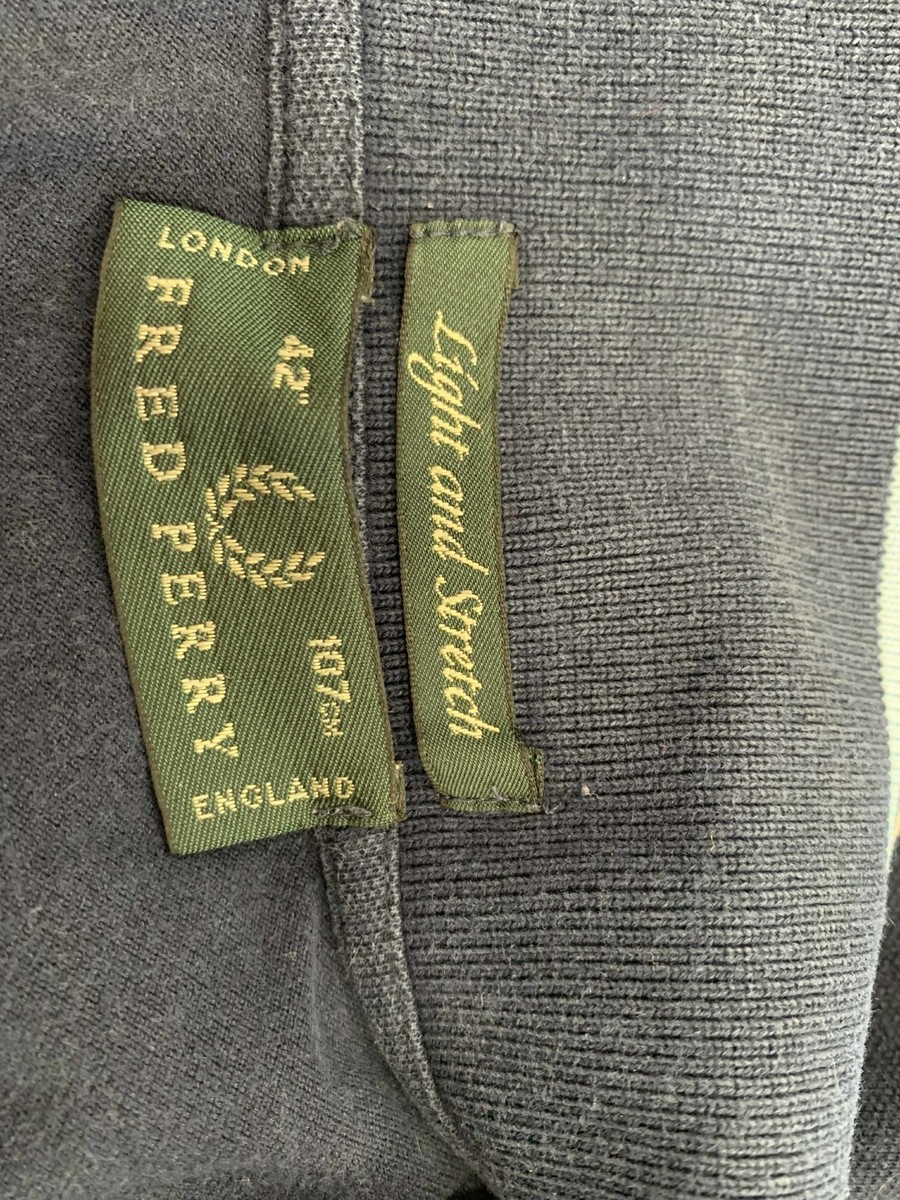 LONDON
42" 107cm
FRED PERRY
ENGLAND
Light and Stretch